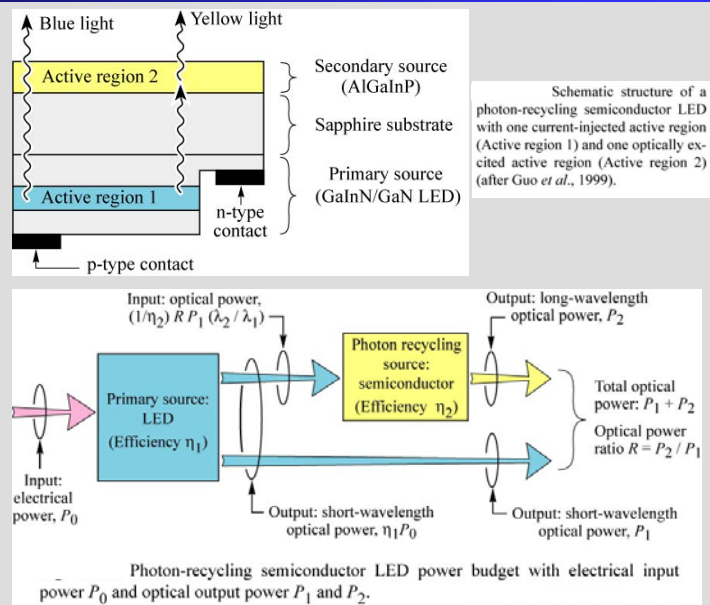 Blue light
Yellow light
Active region 2
Secondary source
(AlGaInP)
Sapphire substrate
Primary source
(GaInN/GaN LED)
Active region 1
n-type
contact
p-type contact
Schematic structure of a
photon-recycling semiconductor LED
with one current-injected active region
(Active region 1) and one optically ex-
cited active region (Active region 2)
(after Guo et al., 1999).
Input: optical power,
(1/η2) R P1 (λ2 / λ1)
Output: long-wavelength
optical power, P2
Primary source:
LED
(Efficiency η1)
Photon recycling
source:
semiconductor
(Efficiency η2)
Total optical
power: P1 + P2
Optical power
ratio R = P2 / P1
Input:
electrical
power, P0
Output: short-wavelength
optical power, η1P0
Output: short-wavelength
optical power, P1
Photon-recycling semiconductor LED power budget with electrical input
power P0 and optical output power P1 and P2.